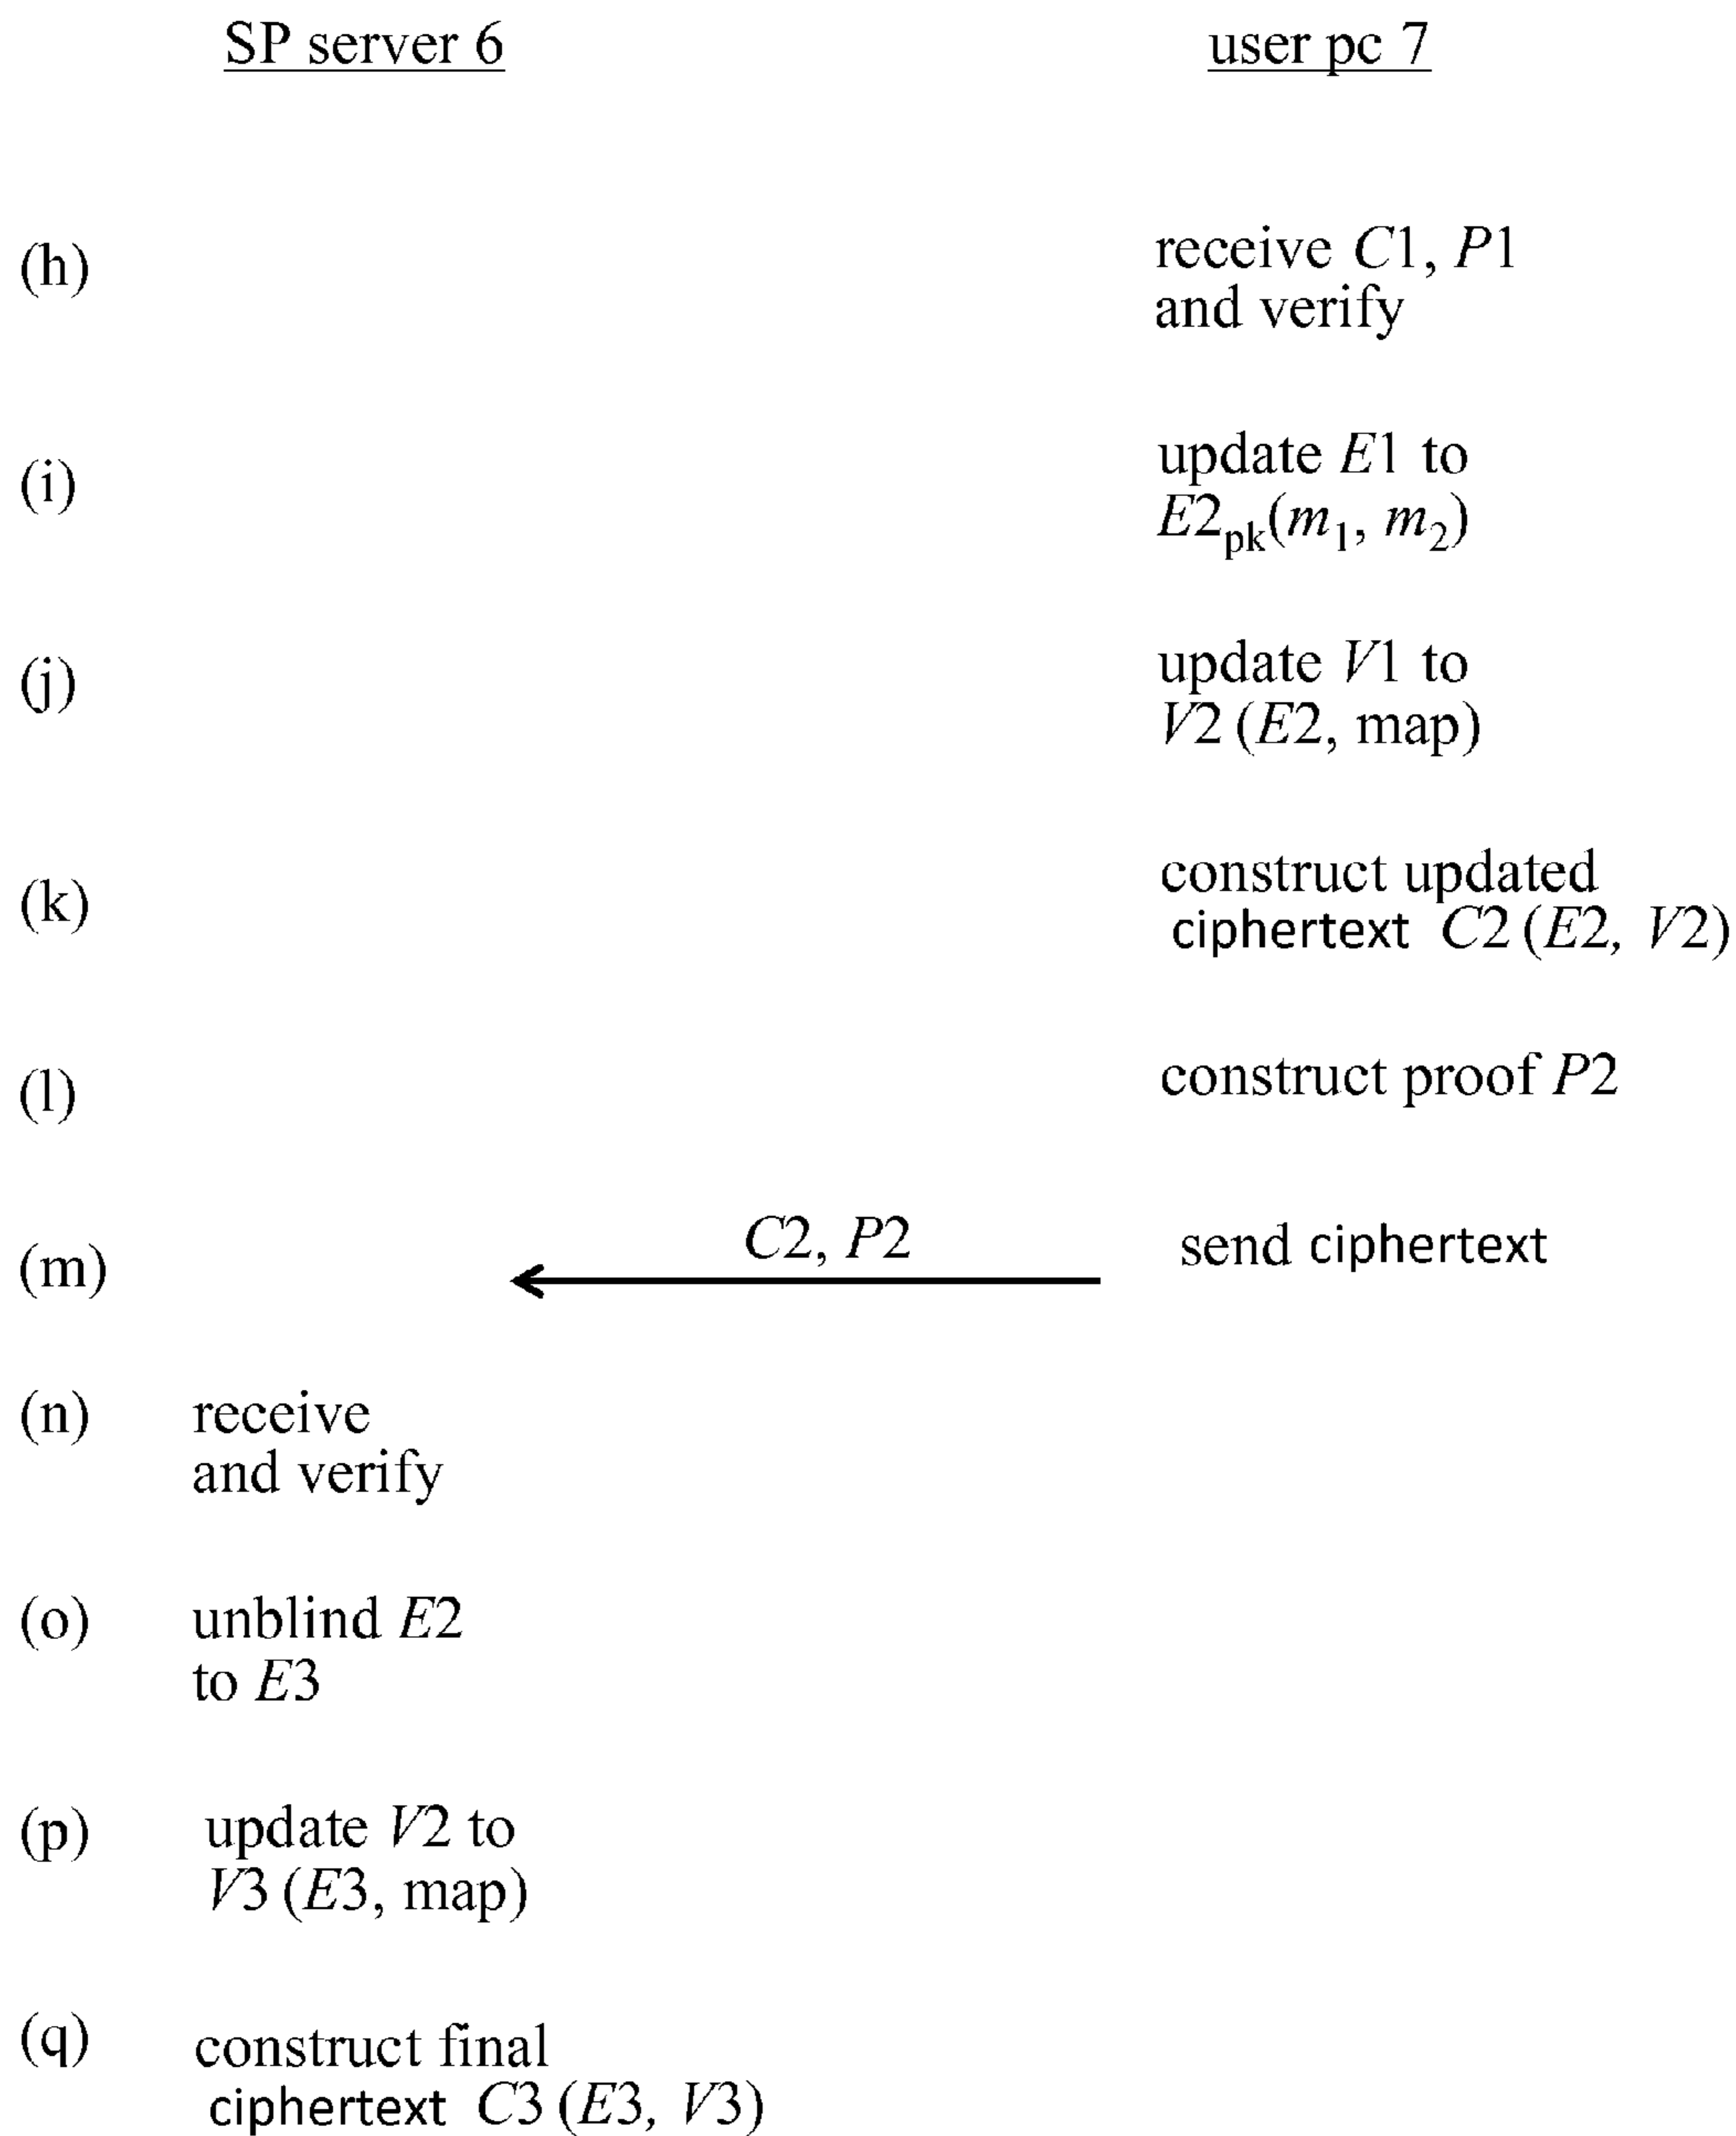 SP server 6 user pc 7
(h) receive C1, P1
and verify
(i) update E1 to
E2pk(m1, m2)
(j) update V1 to
V2 (E2, map)
(k) construct updated
ciphertext C2 (E2, V2)
(l) construct proof P2
(m) C2, P2 send ciphertext
(n) receive
and verify
(o) unblind E2
to E3
(p) update V2 to
V3 (E3, map)
(q) construct final
ciphertext C3 (E3, V3)